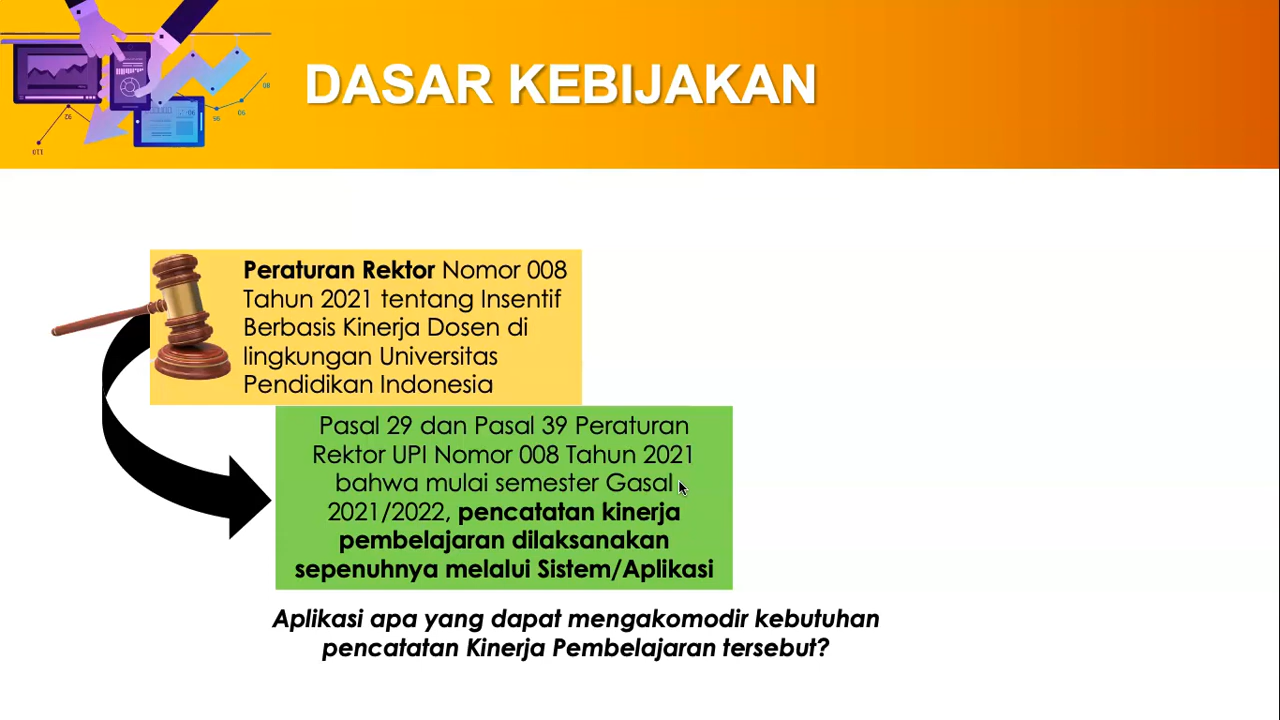 DASAR KEBIJAKAN
Peraturan Rektor Nomor 008
Tahun 2021 tentang Insentif
Berbasis Kinerja Dosen di
lingkungan Universitas
Pendidikan Indonesia
Pasal 29 dan Pasal 39 Peraturan
Rektor UPI Nomor 008 Tahun 2021
bahwa mulai semester Gasal
2021/2022, pencatatan kinerja
pembelajaran dilaksanakan
sepenuhnya melalui Sistem/Aplikasi
Aplikasi apa yang dapat mengakomodir kebutuhan
pencatatan Kinerja Pembelajaran tersebut?